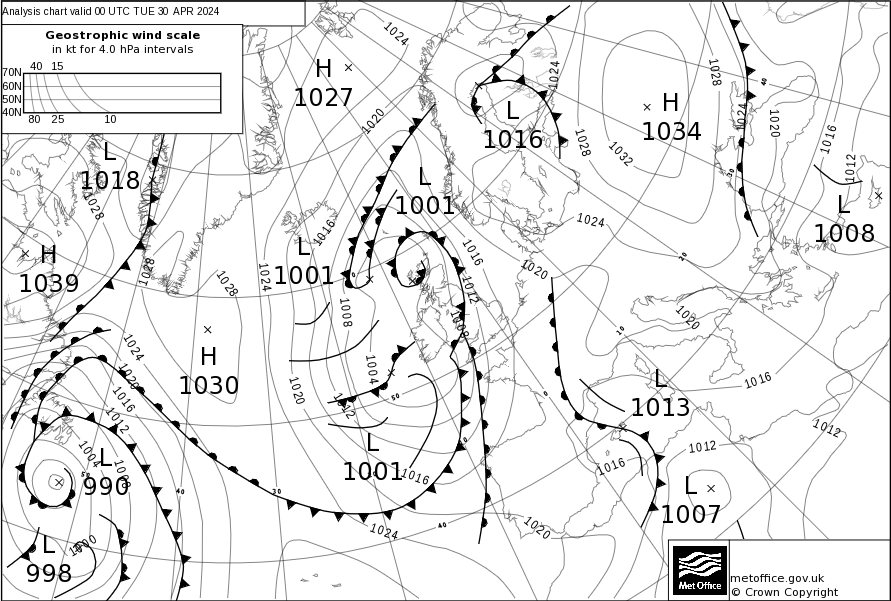 Analysis chart valid 00 UTC TUE 30 APR 2024
Geostrophic wind scale
in kt for 4.0 hPa intervals
40 15
70N
60N
50N
40N
80 25 10
H
1027
L
1016
H
1034
L
1018
L
1001
L
1008
H
1039
L
1001
H
1030
L
1013
L
1001
L
990
L
1007
L
998
1024
1020
1024
1028
1024
1020
1016
1012
1028
1032
1028
1016
1024
1028
1028
1024
1016
1020
1012
1008
1008
1020
1016
1004
1024
1020
1016
1012
1020
1012
1012
1016
1004
1008
1016
1012
1016
1024
1020
1000
40
30
20
10
0
0
50
10
50
40
30
40
metoffice.gov.uk
© Crown Copyright
Met Office